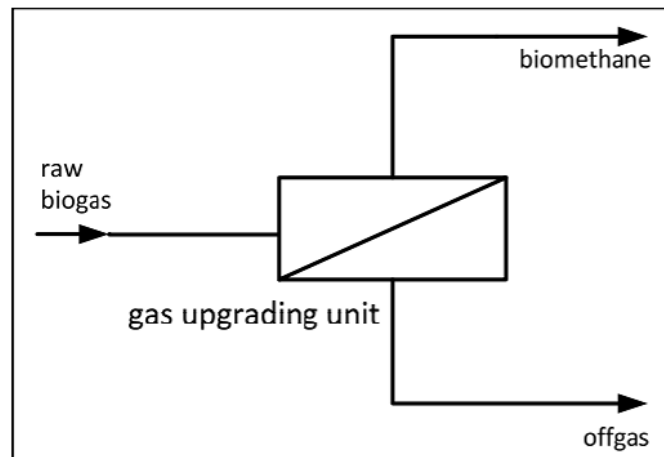 biomethane
raw
biogas
gas upgrading unit
offgas